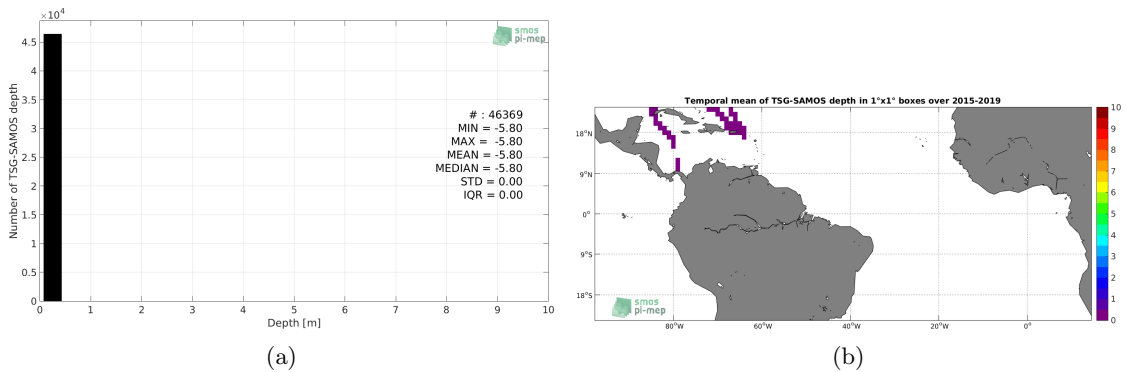 ×10⁴
4.5
4
3.5
3
2.5
2
1.5
1
0.5
0
Number of TSG-SAMOS depth
smos
pi-mep
# : 46369
MIN = -5.80
MAX = -5.80
MEAN = -5.80
MEDIAN = -5.80
STD = 0.00
IQR = 0.00
0 1 2 3 4 5 6 7 8 9 10
Depth [m]
(a)
Temporal mean of TSG-SAMOS depth in 1°x1° boxes over 2015-2019
18°N
9°N
0°
9°S
18°S
smos
pi-mep
80°W 60°W 40°W 20°W 0°
10
9
8
7
6
5
4
3
2
1
0
(b)